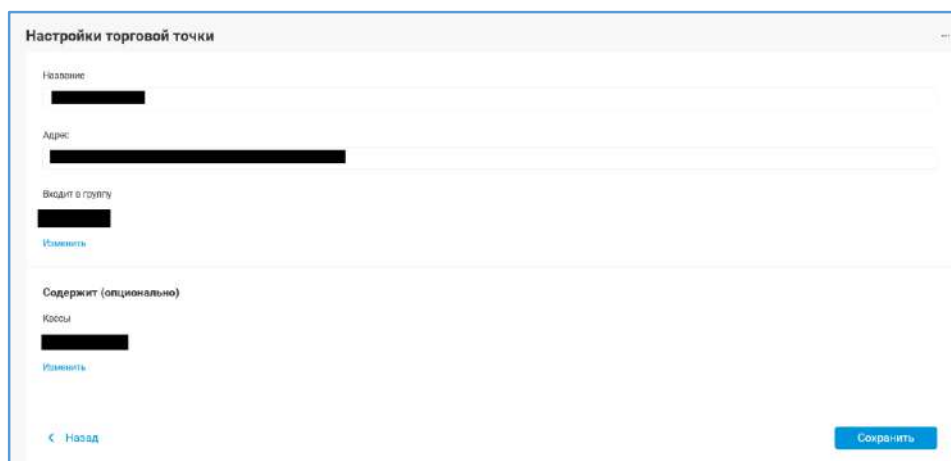 Настройки торговой точки
Название
Адрес
Входит в группу
Изменить
Содержит (опционально)
Кассы
Изменить
Назад
Сохранить